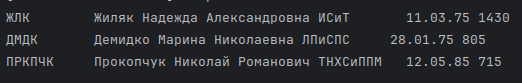 ЖЛК Жиляк Надежда Александровна ИСиТ 11.03.75 1430
ДМДК Демидко Марина Николаевна ЛПиСПС 28.01.75 805
ПРКПЧК Прокопчук Николай Романович ТНХСиППМ 12.05.85 715